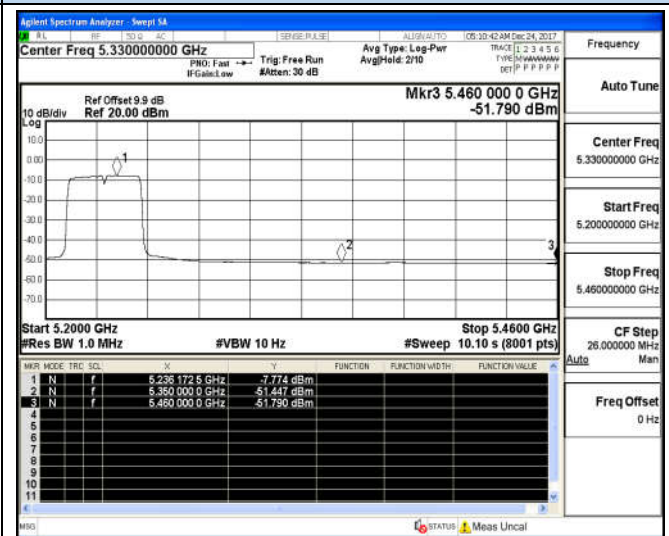 Agilent Spectrum Analyzer - Swept SA
RL RF 50 Ω AC SENSE:PULSE ALIGN AUTO 05:10:42 AM Dec 24, 2017
Center Freq 5.330000000 GHz
PNO: Fast
IFGain:Low
Trig: Free Run
#Atten: 30 dB
Avg Type: Log-Pwr
Avg|Hold: 2/10
TRACE 1 2 3 4 5 6
TYPE M WWWWW
DET P P P P P P
Frequency
Auto Tune
Center Freq
5.330000000 GHz
Start Freq
5.200000000 GHz
Stop Freq
5.460000000 GHz
CF Step
26.000000 MHz
Auto Man
Freq Offset
0 Hz
Mkr3 5.460 000 0 GHz
-51.790 dBm
Ref Offset 9.9 dB
10 dB/div Ref 20.00 dBm
Log
10.0
0.00
-10.0
-20.0
-30.0
-40.0
-50.0
-60.0
-70.0
1
2
3
Start 5.2000 GHz Stop 5.4600 GHz
#Res BW 1.0 MHz #VBW 10 Hz #Sweep 10.10 s (8001 pts)
MKR MODE TRC SCL X Y FUNCTION FUNCTION WIDTH FUNCTION VALUE
1 N f 5.236 172 5 GHz -7.774 dBm
2 N f 5.350 000 0 GHz -51.447 dBm
3 N f 5.460 000 0 GHz -51.790 dBm
4
5
6
7
8
9
10
11
MSG STATUS Meas Uncal